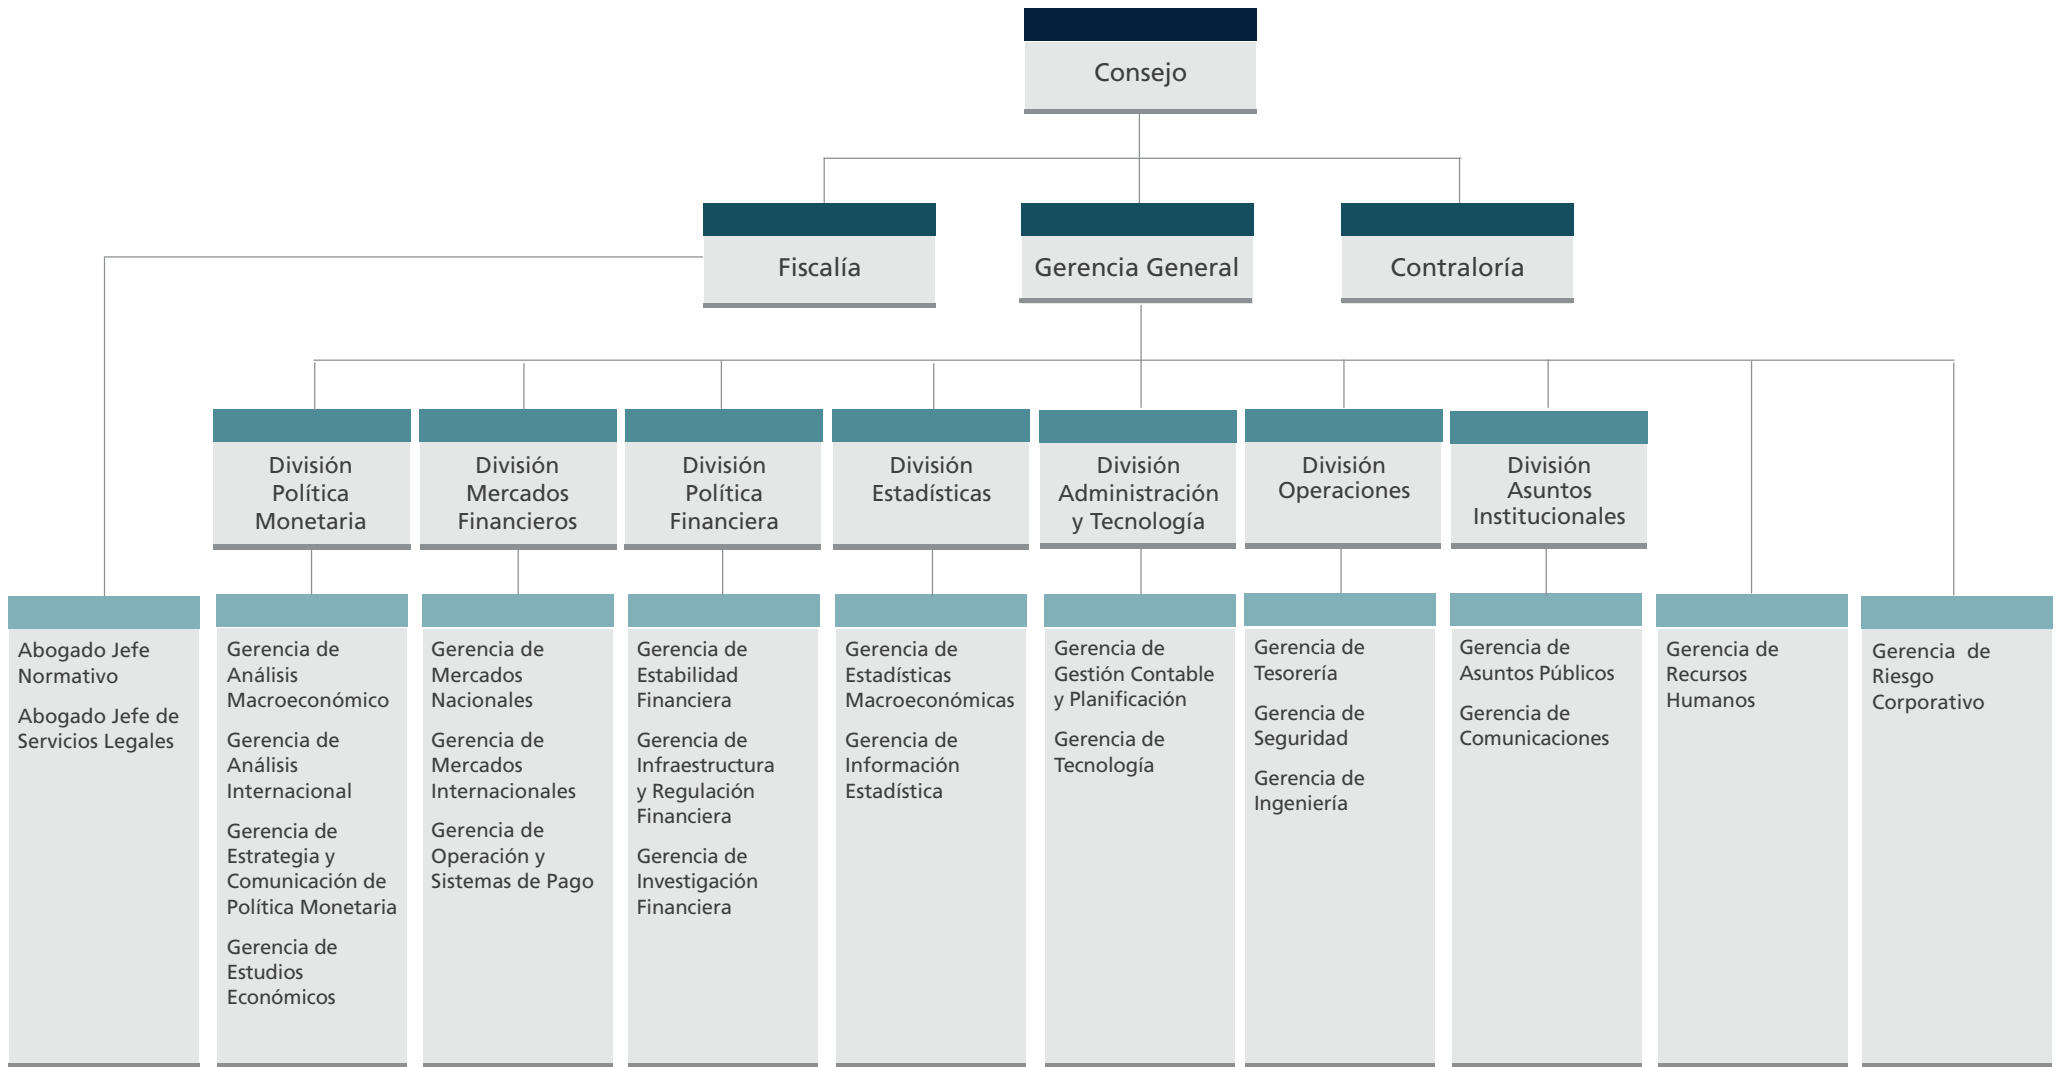 Consejo
Fiscalía
Gerencia General
Contraloría
División
Política
Monetaria
División
Mercados
Financieros
División
Política
Financiera
División
Estadísticas
División
Administración
y Tecnología
División
Operaciones
División
Asuntos
Institucionales
Abogado Jefe
Normativo
Abogado Jefe de
Servicios Legales
Gerencia de
Análisis
Macroeconómico
Gerencia de
Análisis
Internacional
Gerencia de
Estrategia y
Comunicación de
Política Monetaria
Gerencia de
Estudios
Económicos
Gerencia de
Mercados
Nacionales
Gerencia de
Mercados
Internacionales
Gerencia de
Operación y
Sistemas de Pago
Gerencia de
Estabilidad
Financiera
Gerencia de
Infraestructura
y Regulación
Financiera
Gerencia de
Investigación
Financiera
Gerencia de
Estadísticas
Macroeconómicas
Gerencia de
Información
Estadística
Gerencia de
Gestión Contable
y Planificación
Gerencia de
Tecnología
Gerencia de
Tesorería
Gerencia de
Seguridad
Gerencia de
Ingeniería
Gerencia de
Asuntos Públicos
Gerencia de
Comunicaciones
Gerencia de
Recursos
Humanos
Gerencia de
Riesgo
Corporativo